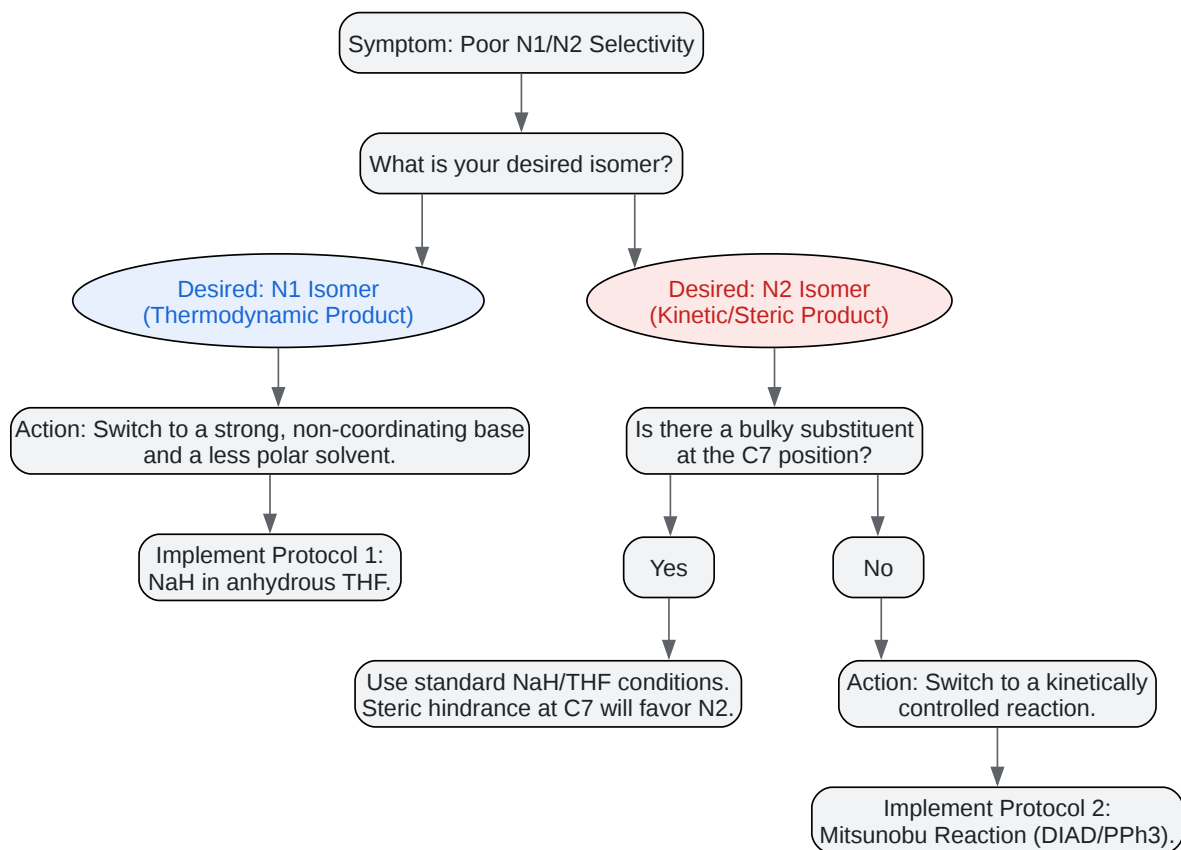 Symptom: Poor N1/N2 Selectivity
What is your desired isomer?
Desired: N1 Isomer
(Thermodynamic Product)
Desired: N2 Isomer
(Kinetic/Steric Product)
Action: Switch to a strong, non-coordinating base
and a less polar solvent.
Is there a bulky substituent
at the C7 position?
Implement Protocol 1:
NaH in anhydrous THF.
Yes
No
Use standard NaH/THF conditions.
Steric hindrance at C7 will favor N2.
Action: Switch to a kinetically
controlled reaction.
Implement Protocol 2:
Mitsunobu Reaction (DIAD/PPh3).